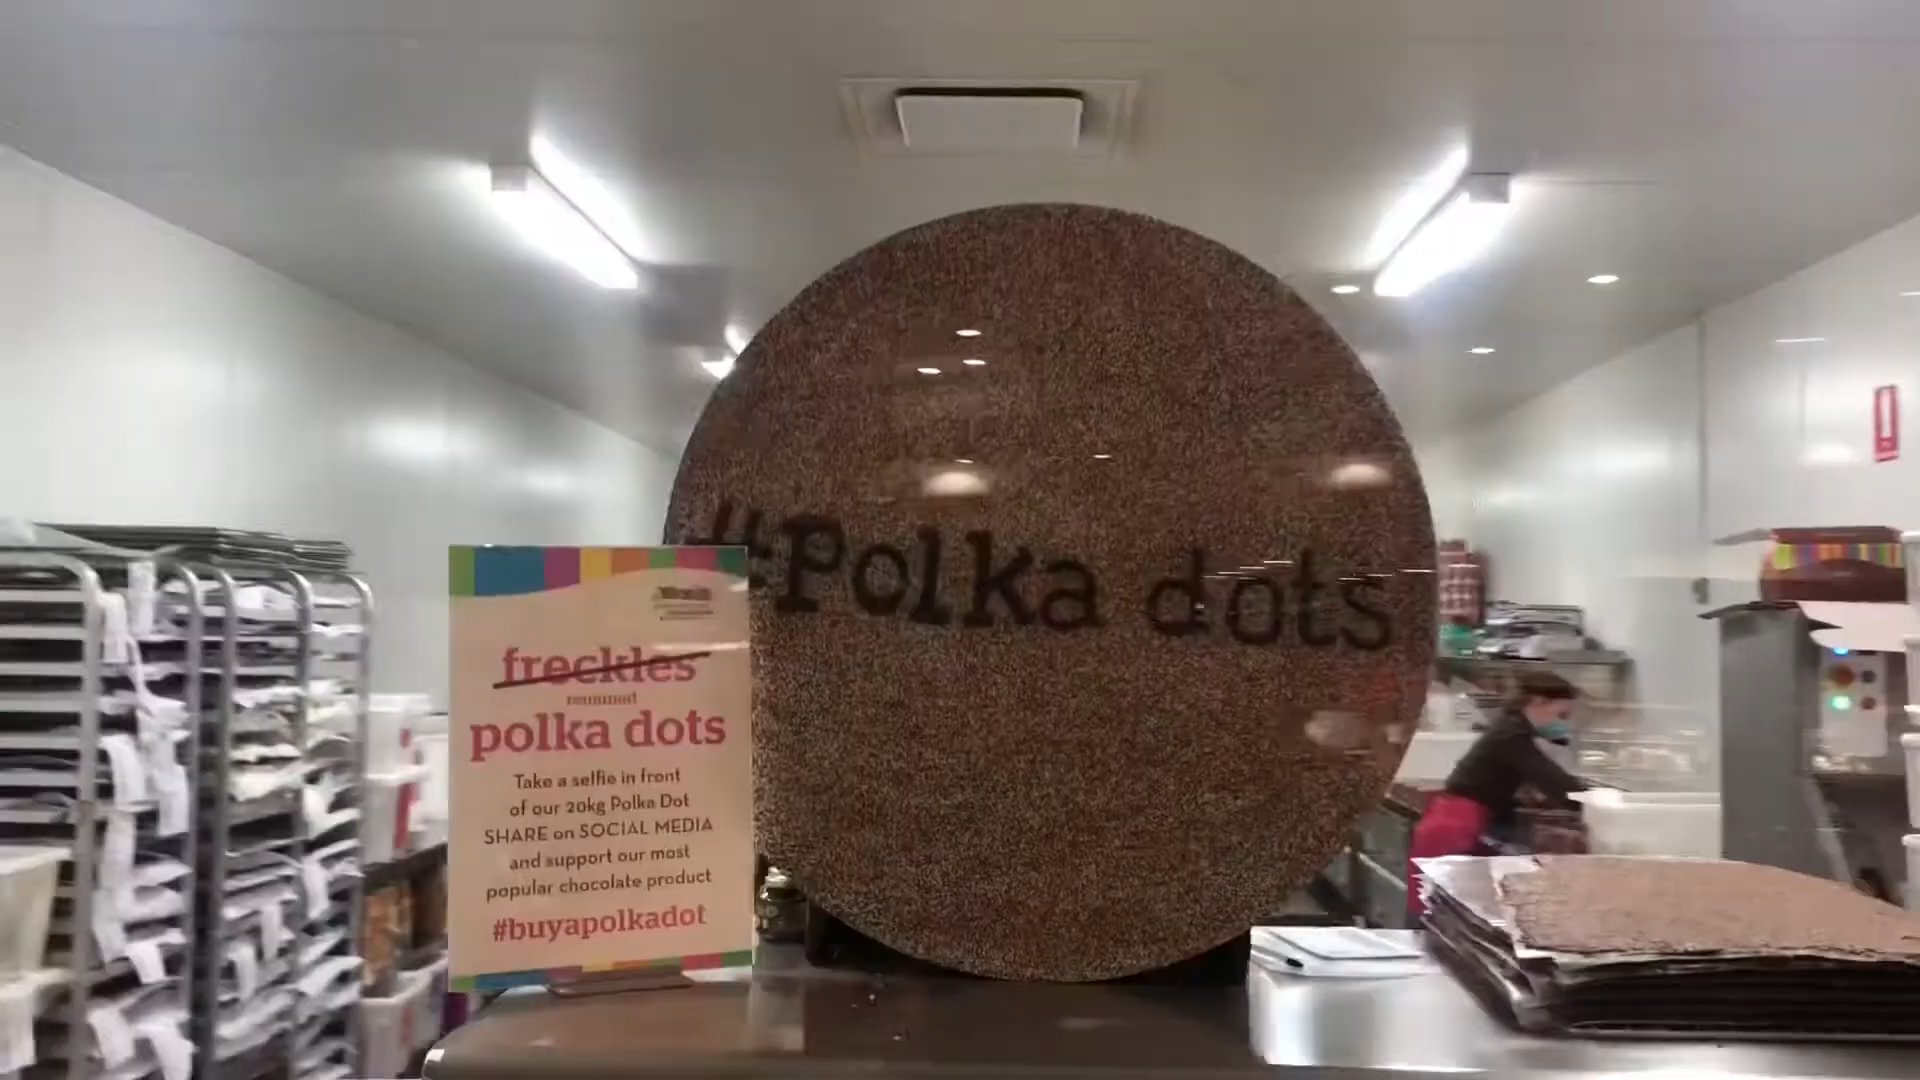 #Polka dots
freckles
renamed
polka dots
Take a selfie in front
of our 20kg Polka Dot
SHARE on SOCIAL MEDIA
and support our most
popular chocolate product
#buyapolkadot